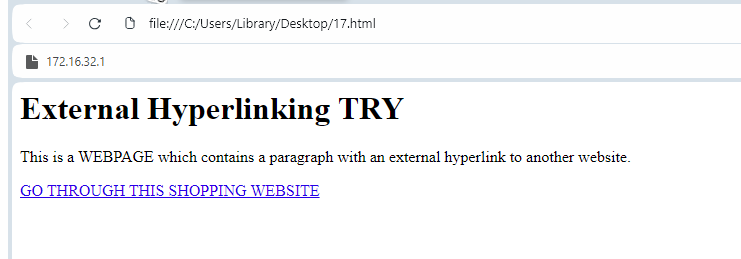 file:///C:/Users/Library/Desktop/17.html
172.16.32.1
External Hyperlinking TRY
This is a WEBPAGE which contains a paragraph with an external hyperlink to another website.
GO THROUGH THIS SHOPPING WEBSITE